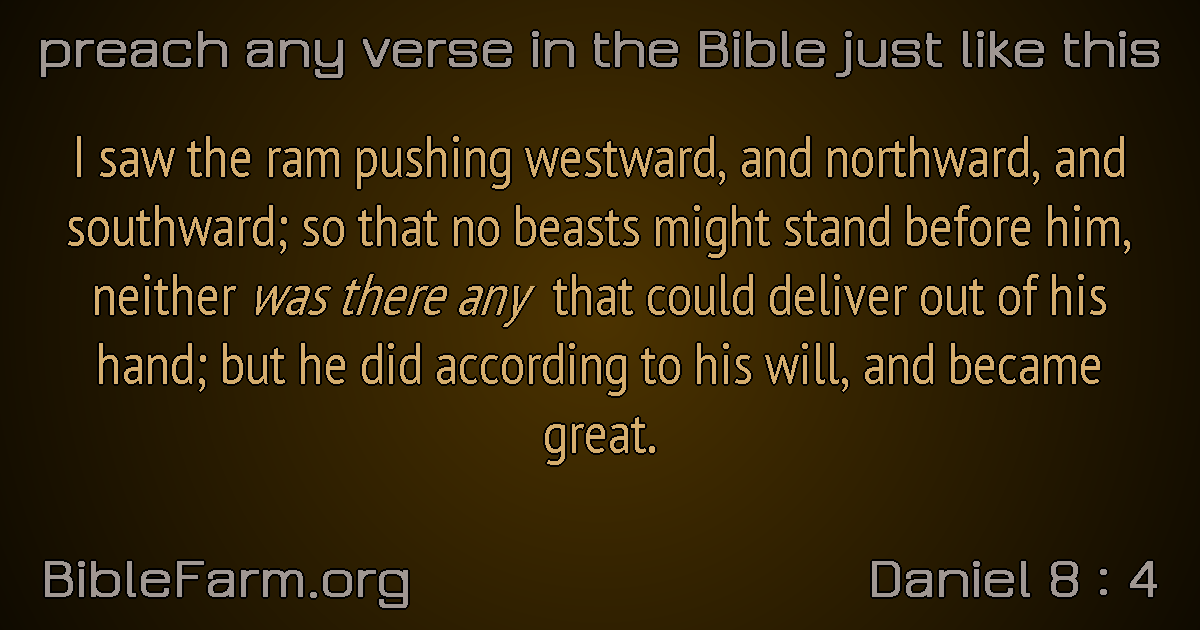 preach any verse in the Bible just like this
I saw the ram pushing westward, and northward, and
southward; so that no beasts might stand before him,
neither was there any that could deliver out of his
hand; but he did according to his will, and became
great.
BibleFarm.org
Daniel 8 : 4